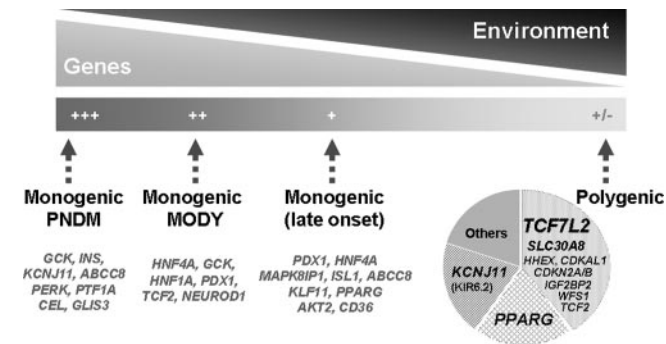 Environment
Genes
+++ ++ + +/-
Monogenic
PNDM
GCK, INS,
KCNJ11, ABCC8
PERK, PTF1A
CEL, GLIS3
Monogenic
MODY
HNF4A, GCK,
HNF1A, PDX1,
TCF2, NEUROD1
Monogenic
(late onset)
PDX1, HNF4A
MAPK8IP1, ISL1, ABCC8
KLF11, PPARG
AKT2, CD36
Polygenic
Others
TCF7L2
SLC30A8
HHEX, CDKAL1
CDKN2A/B
IGF2BP2
WFS1
TCF2
KCNJ11
(KIR6.2)
PPARG